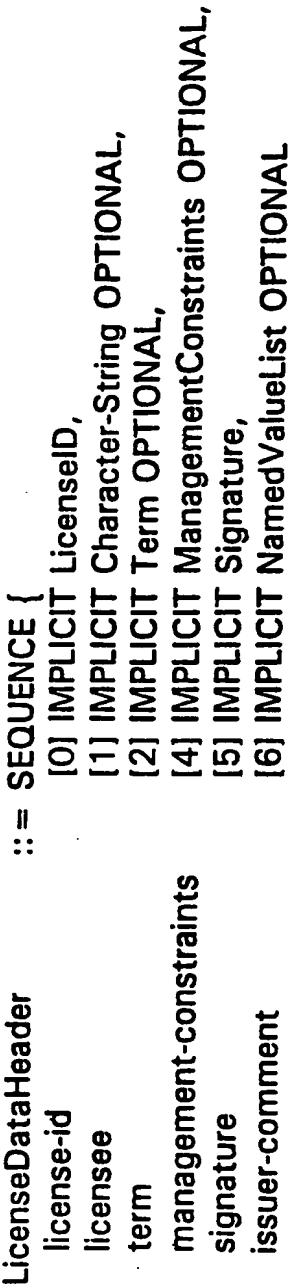 LicenseDataHeader ::= SEQUENCE {
license-id [0] IMPLICIT LicenseID,
licensee [1] IMPLICIT Character-String OPTIONAL,
term [2] IMPLICIT Term OPTIONAL,
management-constraints [4] IMPLICIT ManagementConstraints OPTIONAL,
signature [5] IMPLICIT Signature,
issuer-comment [6] IMPLICIT NamedValueList OPTIONAL